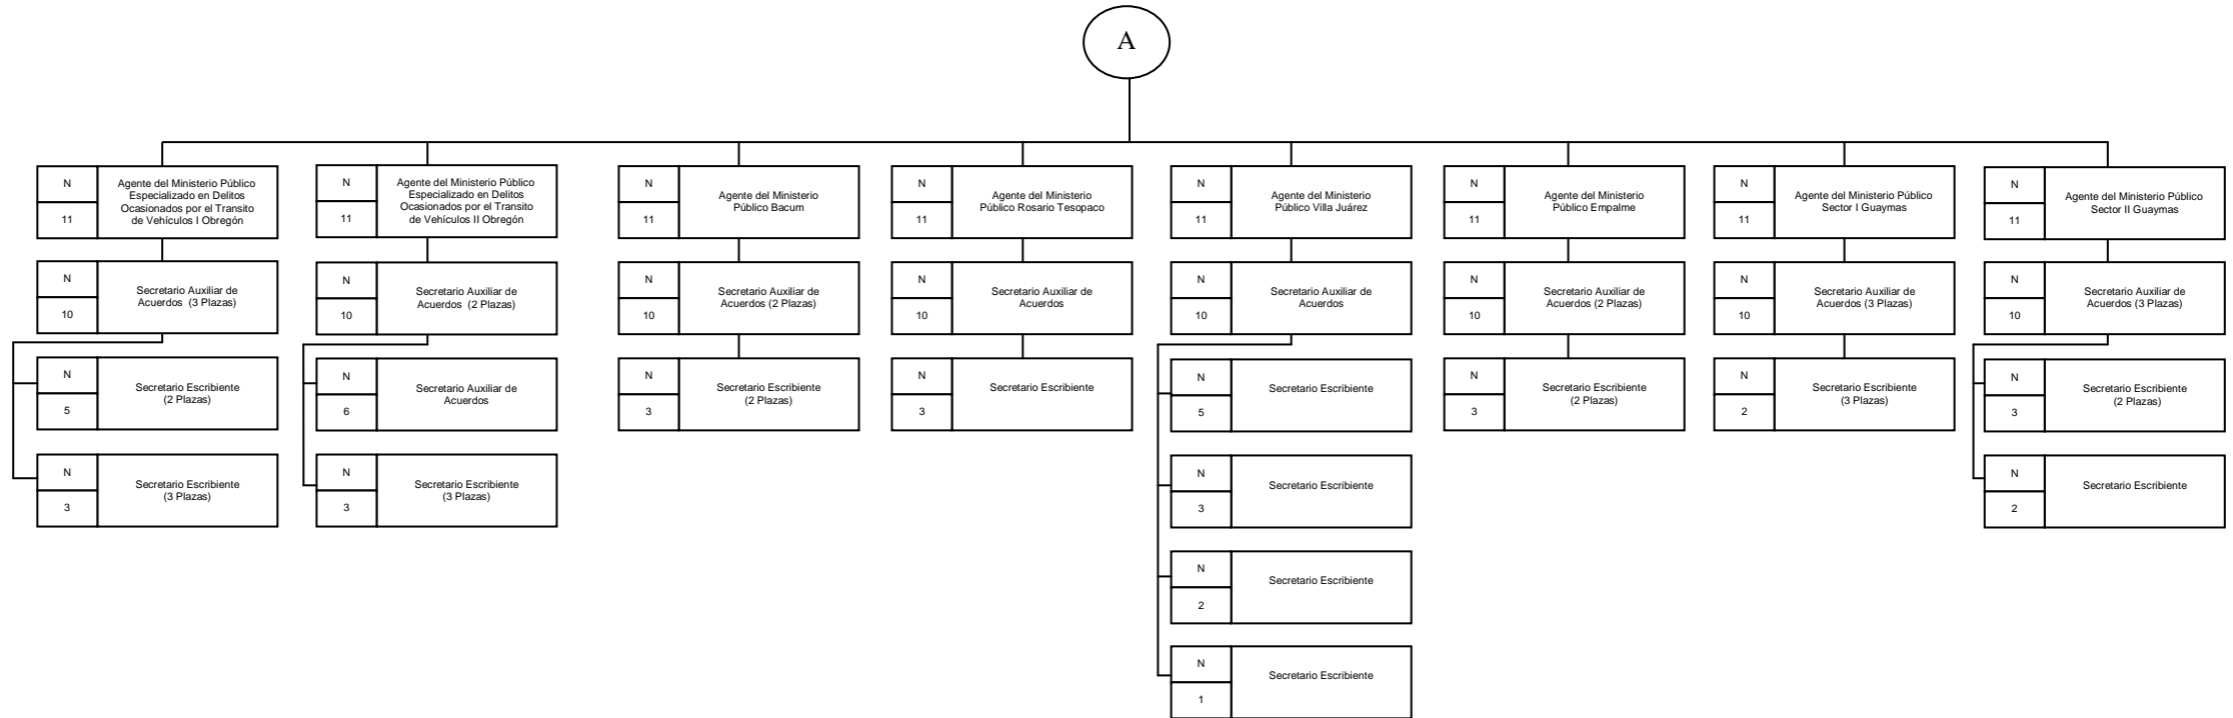 A
N
11
Agente del Ministerio Público
Especializado en Delitos
Ocasionados por el Transito
de Vehículos I Obregón
N
10
Secretario Auxiliar de
Acuerdos (3 Plazas)
N
5
Secretario Escribiente
(2 Plazas)
N
3
Secretario Escribiente
(3 Plazas)
N
11
Agente del Ministerio Público
Especializado en Delitos
Ocasionados por el Transito
de Vehículos II Obregón
N
10
Secretario Auxiliar de
Acuerdos (2 Plazas)
N
6
Secretario Auxiliar de
Acuerdos
N
3
Secretario Escribiente
(3 Plazas)
N
11
Agente del Ministerio
Público Bacum
N
10
Secretario Auxiliar de
Acuerdos (2 Plazas)
N
3
Secretario Escribiente
(2 Plazas)
N
11
Agente del Ministerio
Público Rosario Tesopaco
N
10
Secretario Auxiliar de
Acuerdos
N
3
Secretario Escribiente
N
11
Agente del Ministerio
Público Villa Juárez
N
10
Secretario Auxiliar de
Acuerdos
N
5
Secretario Escribiente
N
3
Secretario Escribiente
N
2
Secretario Escribiente
N
1
Secretario Escribiente
N
11
Agente del Ministerio
Público Empalme
N
10
Secretario Auxiliar de
Acuerdos (2 Plazas)
N
3
Secretario Escribiente
(2 Plazas)
N
11
Agente del Ministerio Público
Sector I Guaymas
N
10
Secretario Auxiliar de
Acuerdos (3 Plazas)
N
2
Secretario Escribiente
(3 Plazas)
N
11
Agente del Ministerio Público
Sector II Guaymas
N
10
Secretario Auxiliar de
Acuerdos (3 Plazas)
N
3
Secretario Escribiente
(2 Plazas)
N
2
Secretario Escribiente